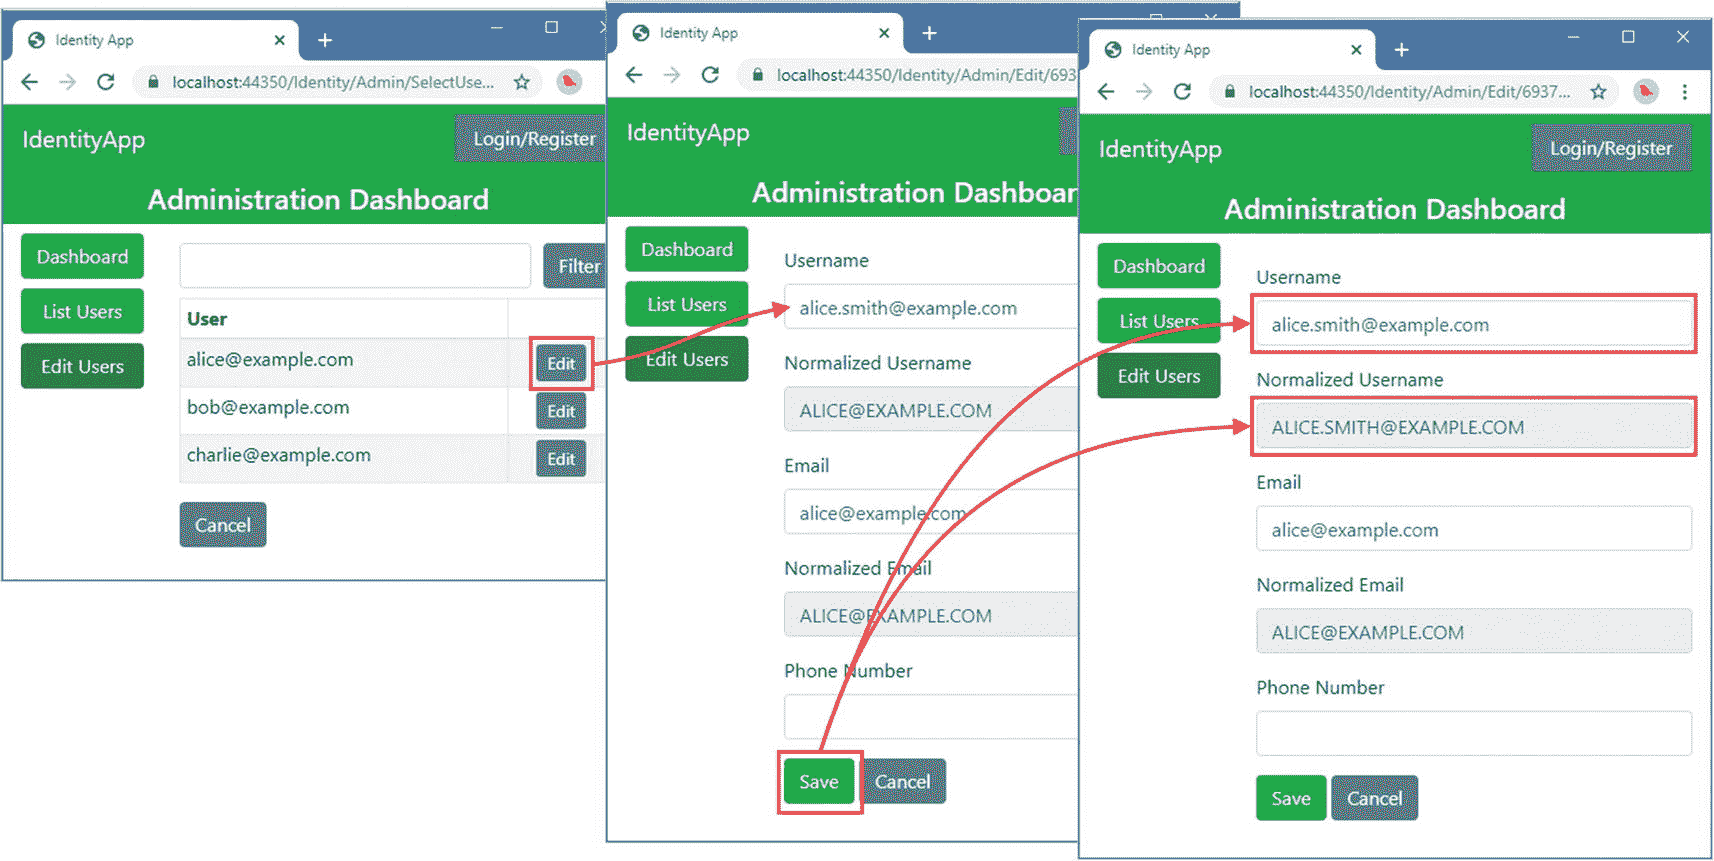 Identity App
localhost:44350/Identity/Admin/SelectUse...
IdentityApp
Login/Register
Administration Dashboard
Dashboard
List Users
Edit Users
Filter
User
alice@example.com
Edit
bob@example.com
Edit
charlie@example.com
Edit
Cancel
Identity App
localhost:44350/Identity/Admin/Edit/693
IdentityApp
Administration Dashboar
Dashboard
List Users
Edit Users
Username
alice.smith@example.com
Normalized Username
ALICE@EXAMPLE.COM
Email
alice@example.com
Normalized Email
ALICE@EXAMPLE.COM
Phone Number
Save
Cancel
Identity App
localhost:44350/Identity/Admin/Edit/6937...
IdentityApp
Login/Register
Administration Dashboard
Dashboard
List Users
Edit Users
Username
alice.smith@example.com
Normalized Username
ALICE.SMITH@EXAMPLE.COM
Email
alice@example.com
Normalized Email
ALICE@EXAMPLE.COM
Phone Number
Save
Cancel